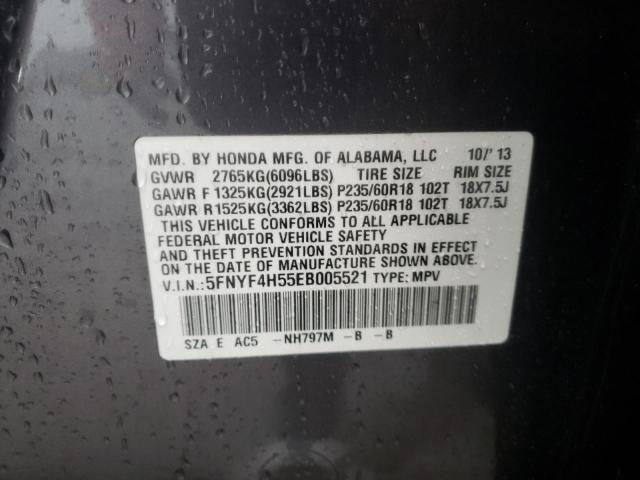 MFD. BY HONDA MFG. OF ALABAMA, LLC 10/'13
GVWR 2765KG(6096LBS) TIRE SIZE RIM SIZE
GAWR F 1325KG(2921LBS) P235/60R18 102T 18X7.5J
GAWR R 1525KG(3362LBS) P235/60R18 102T 18X7.5J
THIS VEHICLE CONFORMS TO ALL APPLICABLE
FEDERAL MOTOR VEHICLE SAFETY
AND THEFT PREVENTION STANDARDS IN EFFECT
ON THE DATE OF MANUFACTURE SHOWN ABOVE.
V.I.N.:5FNYF4H55EB005521 TYPE: MPV
SZA E AC5 -NH797M -B -B